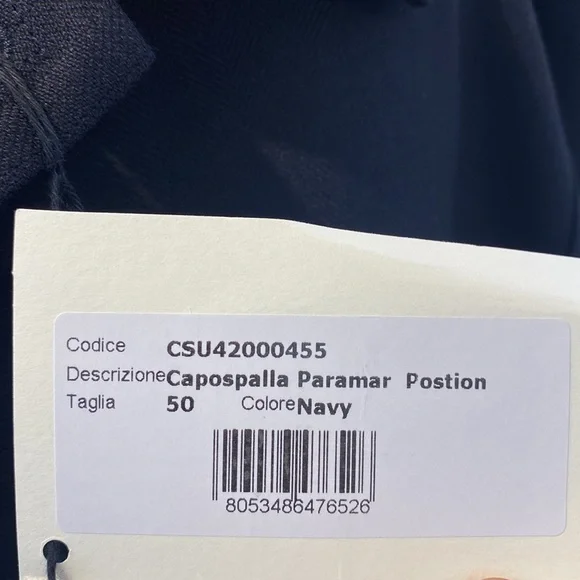 Codice CSU42000455
Descrizione Capospalla Paramar Postion
Taglia 50 Colore Navy
8053486476526